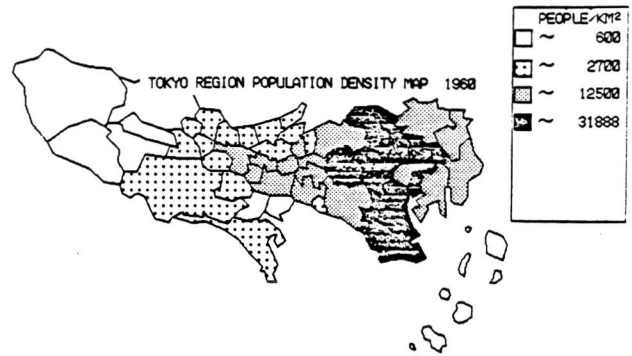 TOKYO REGION POPULATION DENSITY MAP 1960
PEOPLE/KM²
~ 600
~ 2700
~ 12500
~ 31888